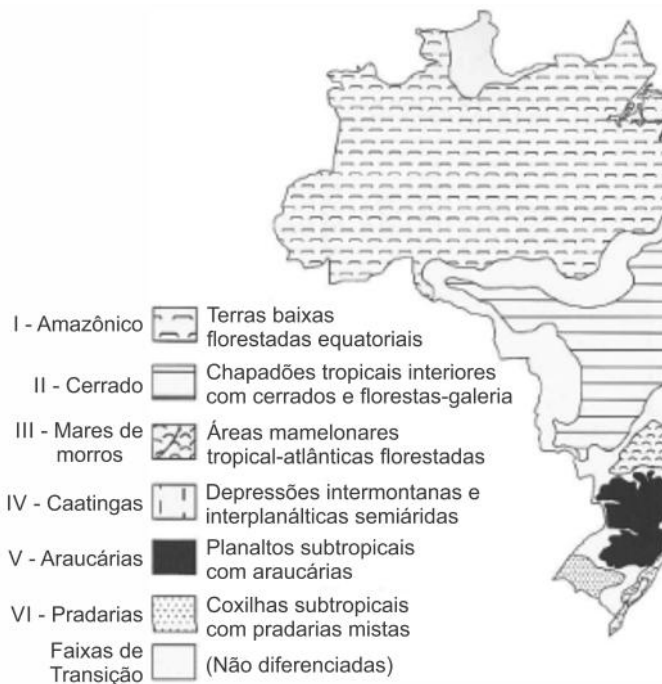 I - Amazônico
Terras baixas
florestadas equatoriais
II - Cerrado
Chapadões tropicais interiores
com cerrados e florestas-galeria
III - Mares de
morros
Áreas mamelonares
tropical-atlânticas florestadas
IV - Caatingas
Depressões intermontanas e
interplanálticas semiáridas
V - Araucárias
Planaltos subtropicais
com araucárias
VI - Pradarias
Coxilhas subtropicais
com pradarias mistas
Faixas de
Transição
(Não diferenciadas)